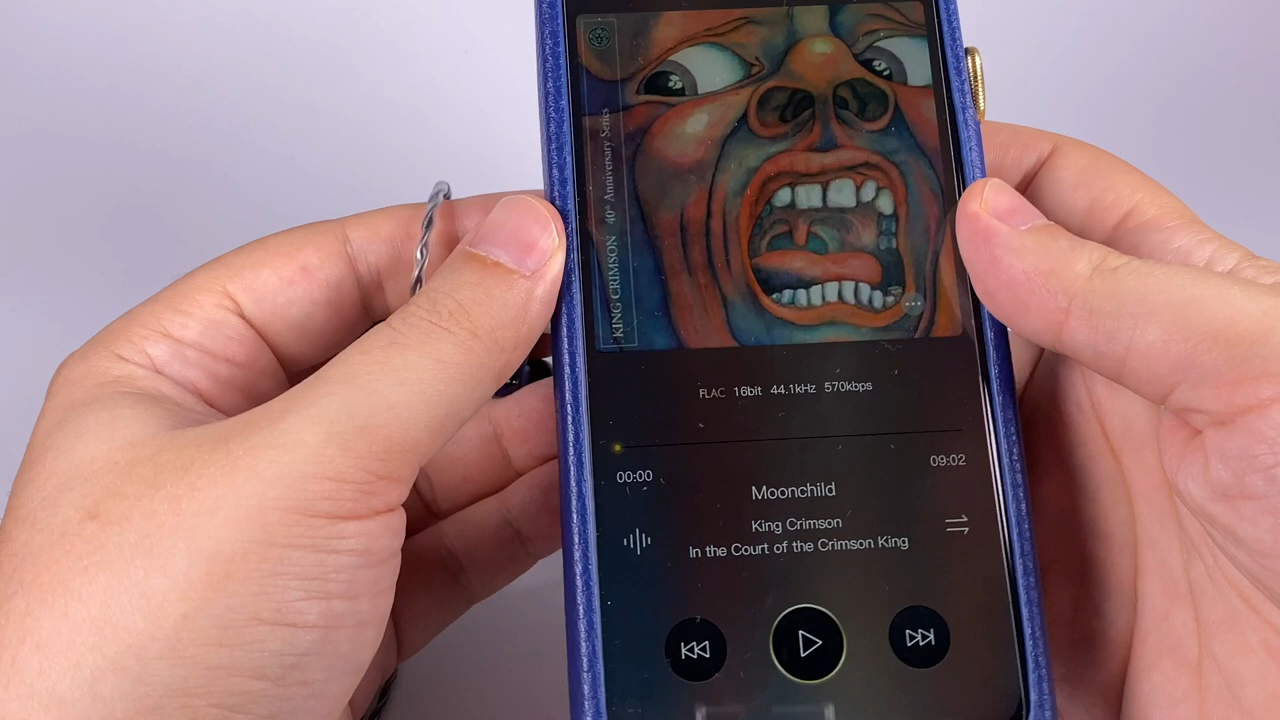 KING CRIMSON 40th Anniversary Series
FLAC 16bit 44.1kHz 570kbps
00:00
09:02
Moonchild
King Crimson
In the Court of the Crimson King